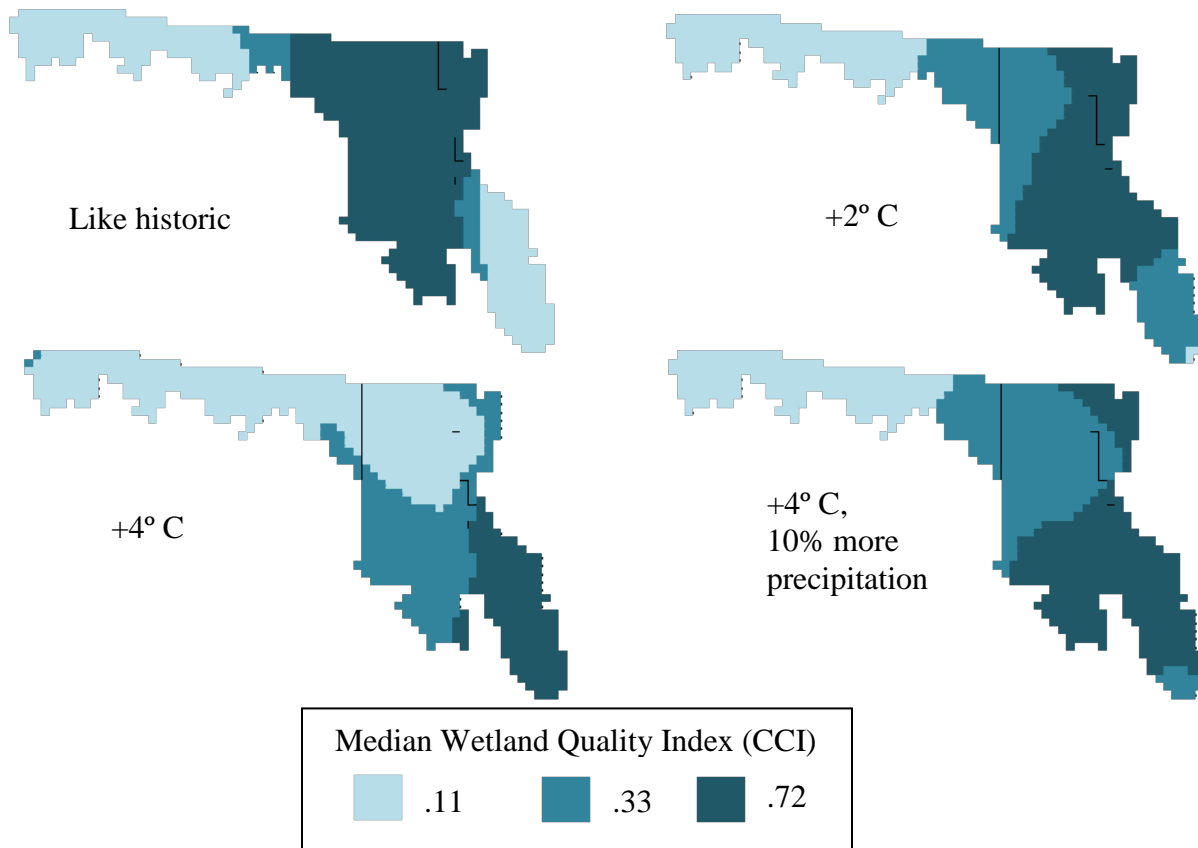 Like historic
+2º C
+4º C
+4º C,
10% more
precipitation
Median Wetland Quality Index (CCI)
.11
.33
.72